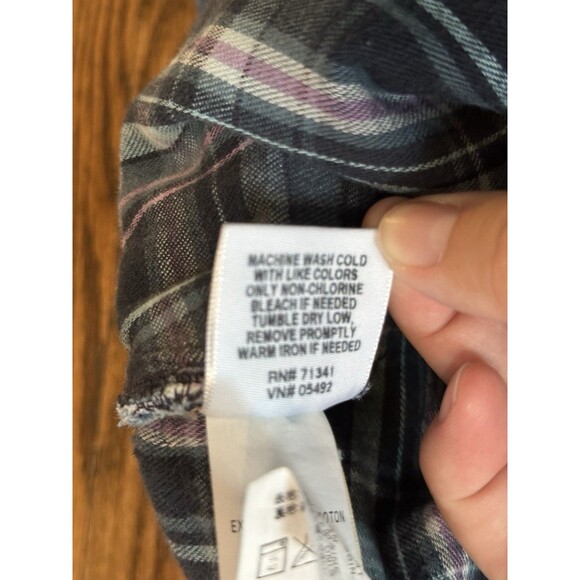 MACHINE WASH COLD
WITH LIKE COLORS
ONLY NON-CHLORINE
BLEACH IF NEEDED
TUMBLE DRY LOW,
REMOVE PROMPTLY
WARM IRON IF NEEDED
RN# 71341
VN# 05492